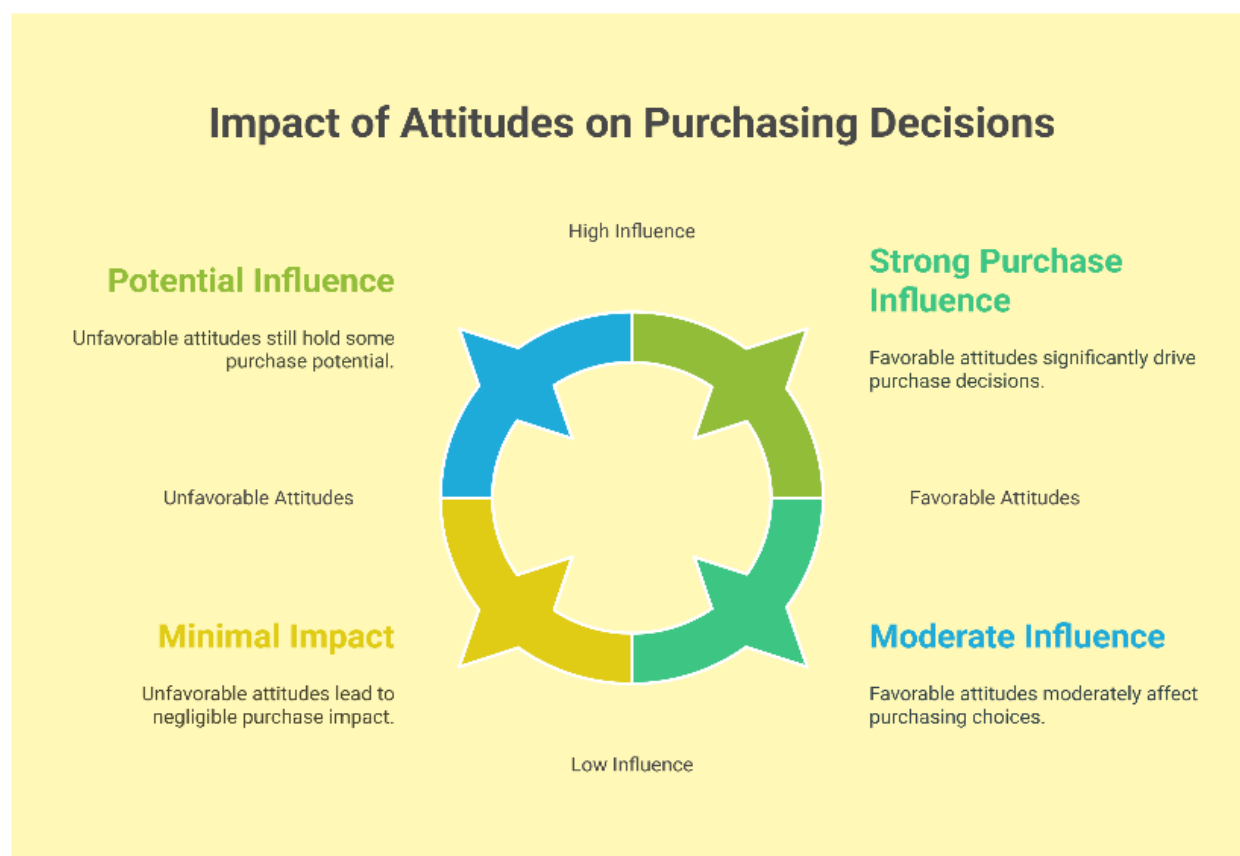 Impact of Attitudes on Purchasing Decisions
High Influence
Potential Influence
Unfavorable attitudes still hold some
purchase potential.
Strong Purchase
Influence
Favorable attitudes significantly drive
purchase decisions.
Unfavorable Attitudes
Favorable Attitudes
Minimal Impact
Unfavorable attitudes lead to
negligible purchase impact.
Moderate Influence
Favorable attitudes moderately affect
purchasing choices.
Low Influence